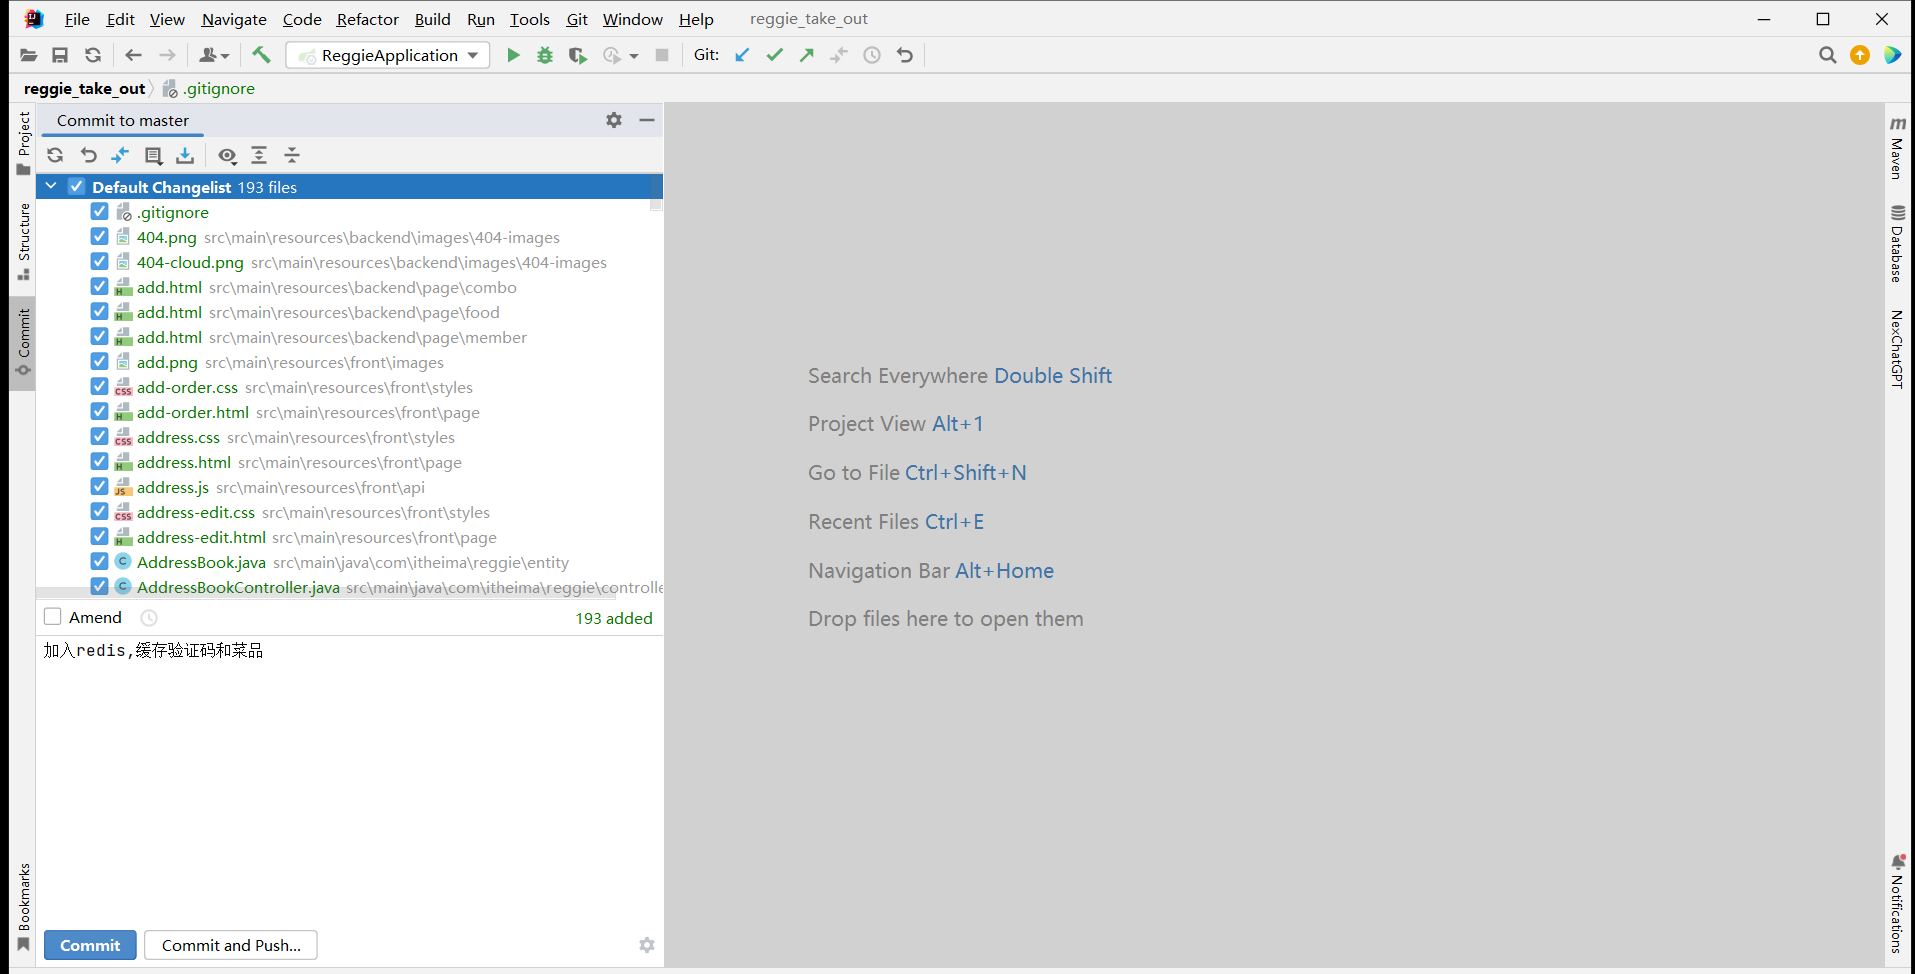 File Edit View Navigate Code Refactor Build Run Tools Git Window Help reggie_take_out
ReggieApplication Git:
reggie_take_out .gitignore
Project
Structure
Commit
Bookmarks
Commit to master
Default Changelist 193 files
.gitignore
404.png src\main\resources\backend\images\404-images
404-cloud.png src\main\resources\backend\images\404-images
add.html src\main\resources\backend\page\combo
add.html src\main\resources\backend\page\food
add.html src\main\resources\backend\page\member
add.png src\main\resources\front\images
add-order.css src\main\resources\front\styles
add-order.html src\main\resources\front\page
address.css src\main\resources\front\styles
address.html src\main\resources\front\page
address.js src\main\resources\front\api
address-edit.css src\main\resources\front\styles
address-edit.html src\main\resources\front\page
AddressBook.java src\main\java\com\itheima\reggie\entity
AddressBookController.java src\main\java\com\itheima\reggie\controlle
Amend 193 added
加入redis,缓存验证码和菜品
Commit Commit and Push...
Search Everywhere Double Shift
Project View Alt+1
Go to File Ctrl+Shift+N
Recent Files Ctrl+E
Navigation Bar Alt+Home
Drop files here to open them
m
Maven
Database
NexChatGPT
Notifications